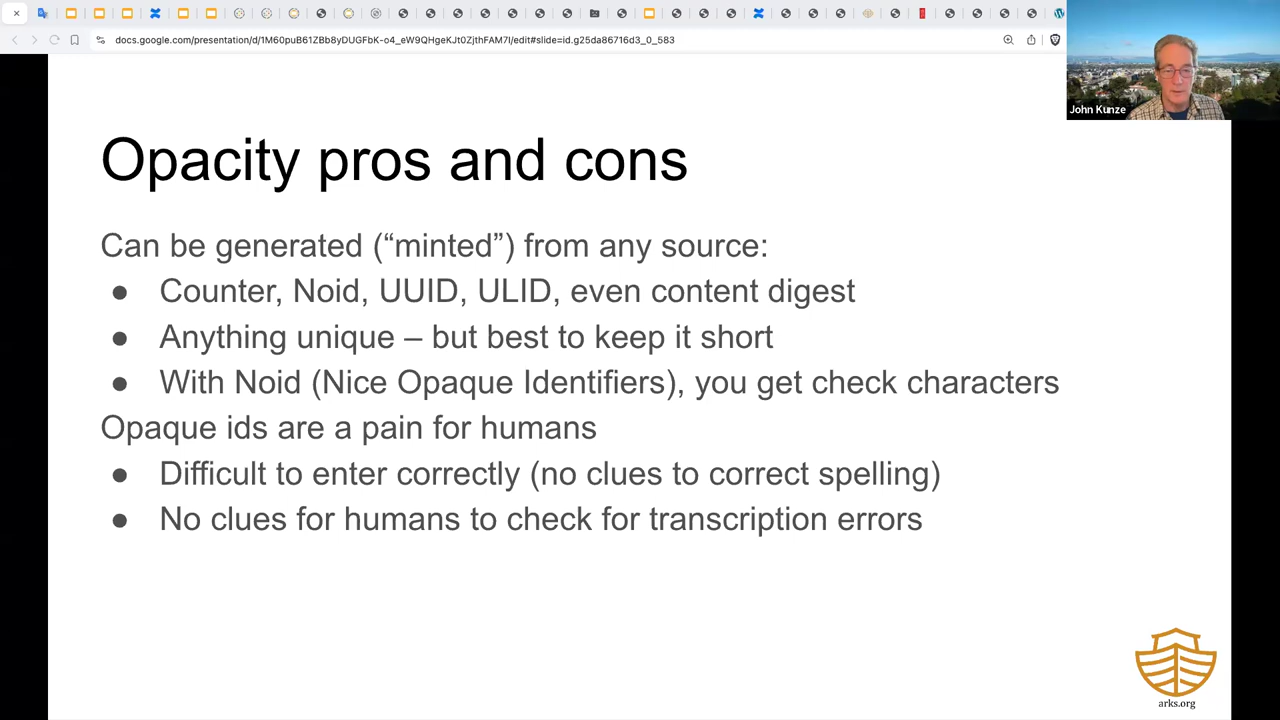 docs.google.com/presentation/d/1M60puB61ZBb8yDUGFbK-o4_eW9QHgeKJt0ZjthFAM7I/edit#slide=id.g25da86716d3_0_583
John Kunze
Opacity pros and cons
Can be generated (“minted”) from any source:
● Counter, Noid, UUID, ULID, even content digest
● Anything unique – but best to keep it short
● With Noid (Nice Opaque Identifiers), you get check characters
Opaque ids are a pain for humans
● Difficult to enter correctly (no clues to correct spelling)
● No clues for humans to check for transcription errors
arks.org